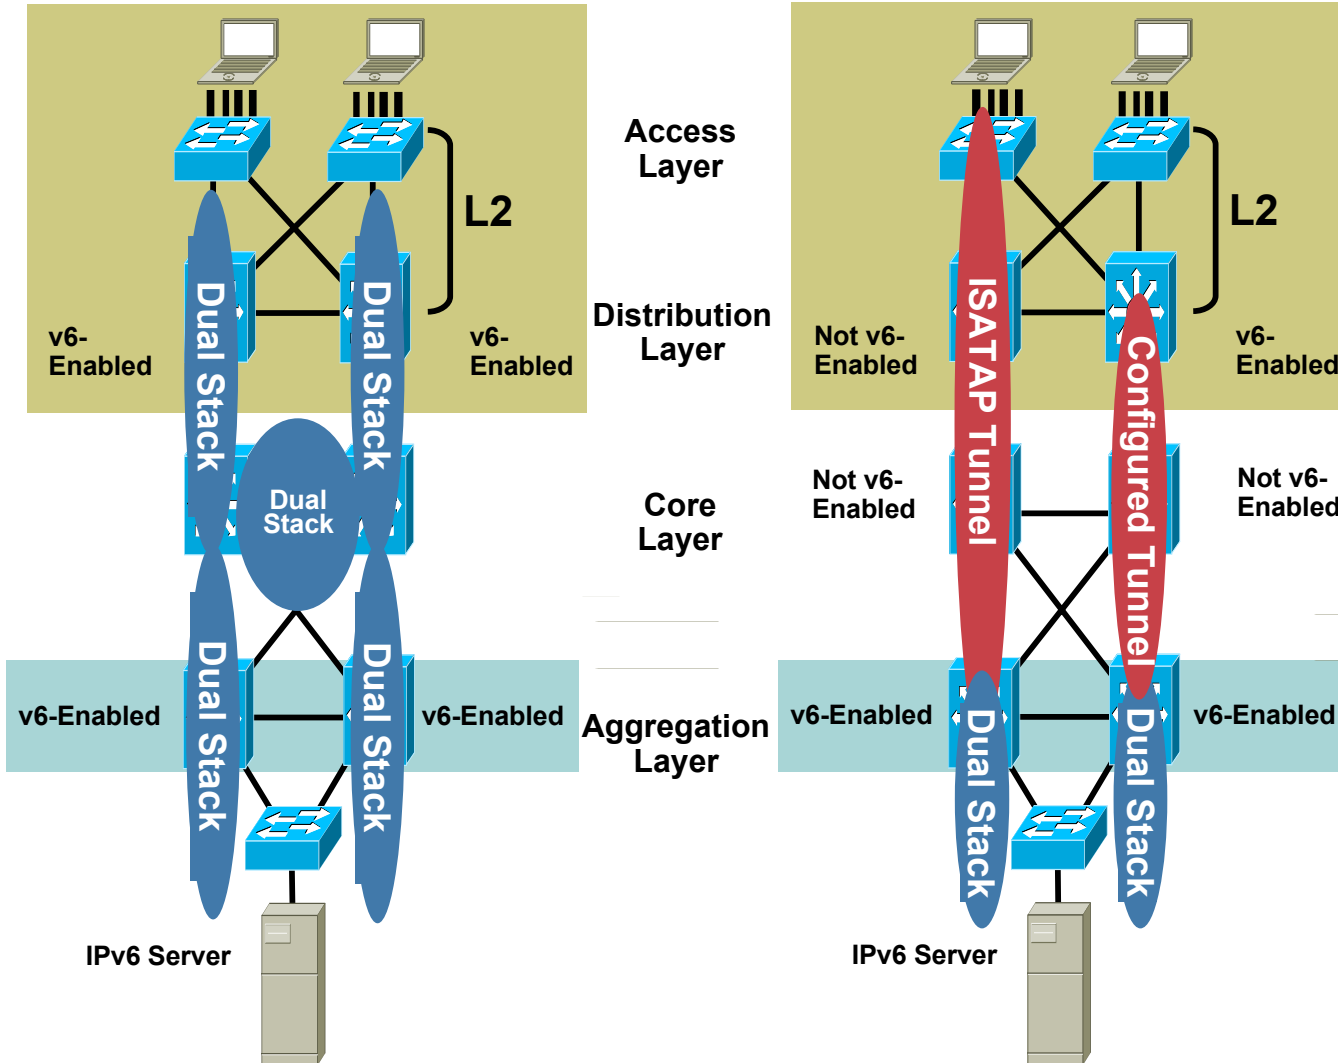 Access
Layer
L2
L2
Distribution
Layer
v6-
Enabled
v6-
Enabled
Not v6-
Enabled
v6-
Enabled
Dual Stack
Dual Stack
ISATAP Tunnel
Configured Tunnel
Dual
Stack
Core
Layer
Not v6-
Enabled
Not v6-
Enabled
Dual Stack
Dual Stack
v6-Enabled
v6-Enabled
Aggregation
Layer
v6-Enabled
v6-Enabled
Dual Stack
Dual Stack
IPv6 Server
IPv6 Server